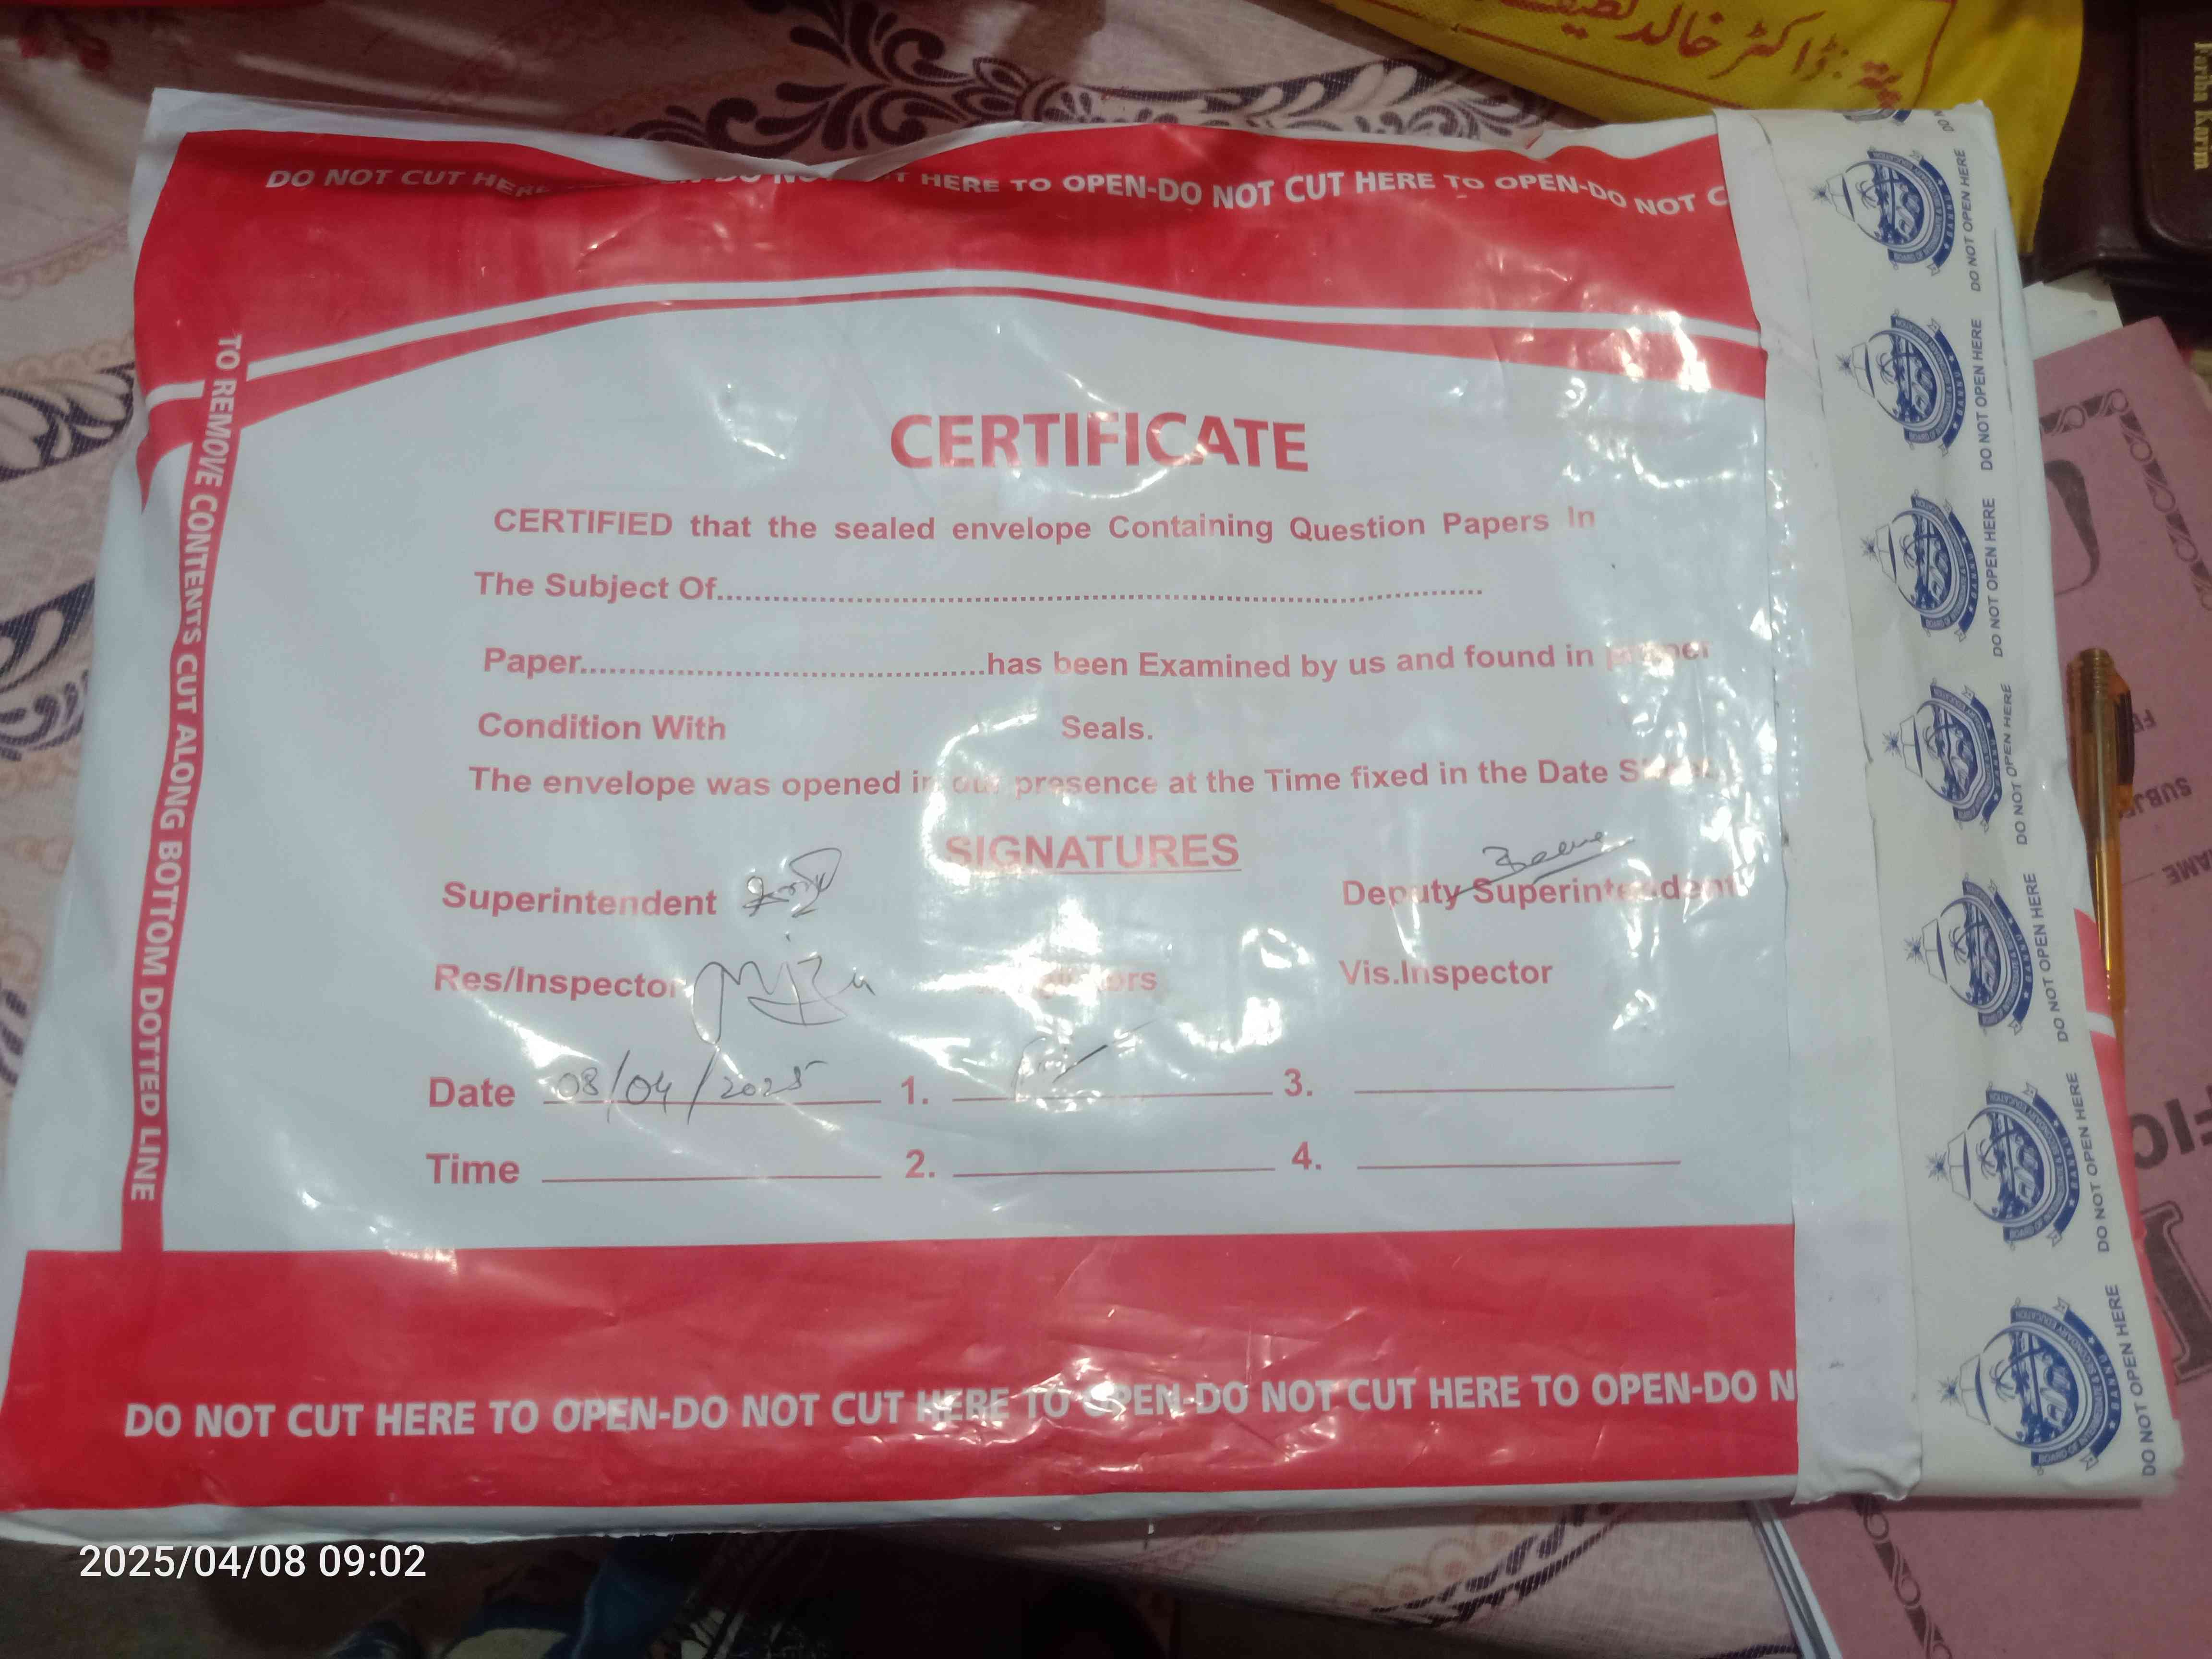 ڈاکٹر خالد لطیف
Fariha Karim
DO NOT CUT HERE TO OPEN-DO NOT CUT HERE TO OPEN-DO NOT C
TO REMOVE CONTENTS CUT ALONG BOTTOM DOTTED LINE
CERTIFICATE
CERTIFIED that the sealed envelope Containing Question Papers In
The Subject Of
Paper has been Examined by us and found in proper
Condition With Seals.
The envelope was opened in our presence at the Time fixed in the Date S
SIGNATURES
Superintendent Deputy Superintendent
Res/Inspector Vis.Inspector
Date 08/04/2025 1. 3.
Time 2. 4.
DO NOT CUT HERE TO OPEN-DO NOT CUT HERE TO OPEN-DO NOT CUT HERE TO OPEN-DO N
DO NOT OPEN HERE
DO NOT OPEN HERE
DO NOT OPEN HERE
DO NOT OPEN HERE
DO NOT OPEN HERE
DO NOT OPEN HERE
DO NOT OPEN HERE
BANNU
2025/04/08 09:02